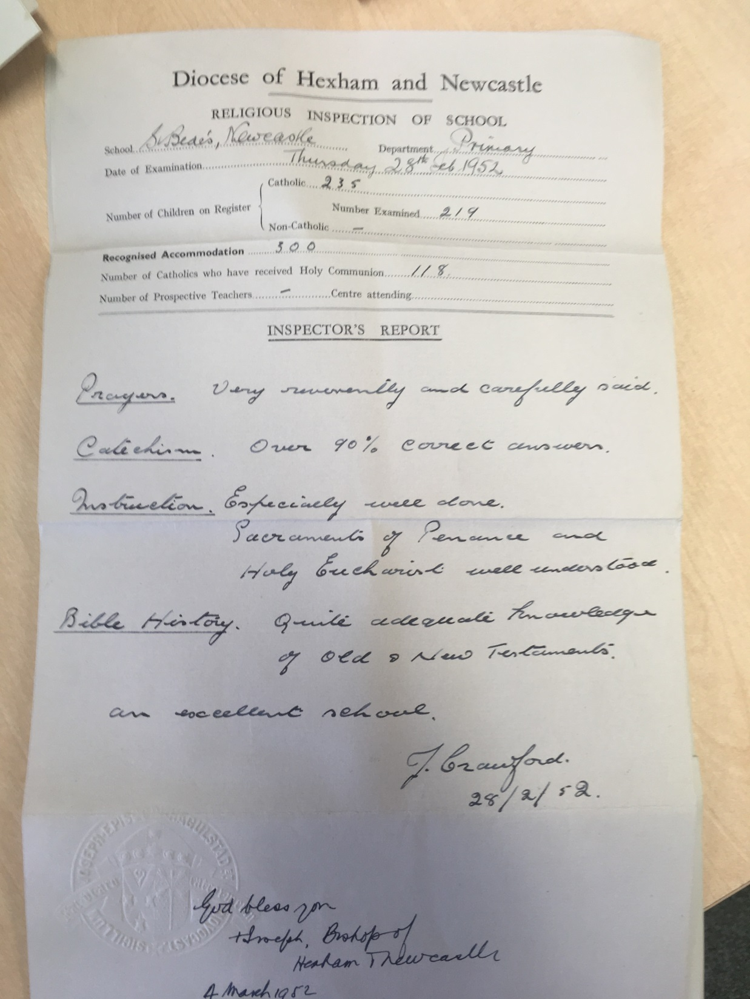 Diocese of Hexham and Newcastle
RELIGIOUS INSPECTION OF SCHOOL
School St Bede's, Newcastle Department Primary
Date of Examination Thursday 28th Feb 1952
Catholic 235
Number of Children on Register Number Examined 219
Non-Catholic –
Recognised Accommodation 300
Number of Catholics who have received Holy Communion 118
Number of Prospective Teachers – Centre attending
INSPECTOR'S REPORT
Prayers. Very reverently and carefully said.
Catechism. Over 90% correct answers.
Instruction. Especially well done.
Sacraments of Penance and
Holy Eucharist well understood.
Bible History. Quite adequate knowledge
of Old & New Testaments.
an excellent school.
J. Crawford.
28/2/52.
God bless you
+Joseph, Bishop of
Hexham & Newcastle
4 March 1952